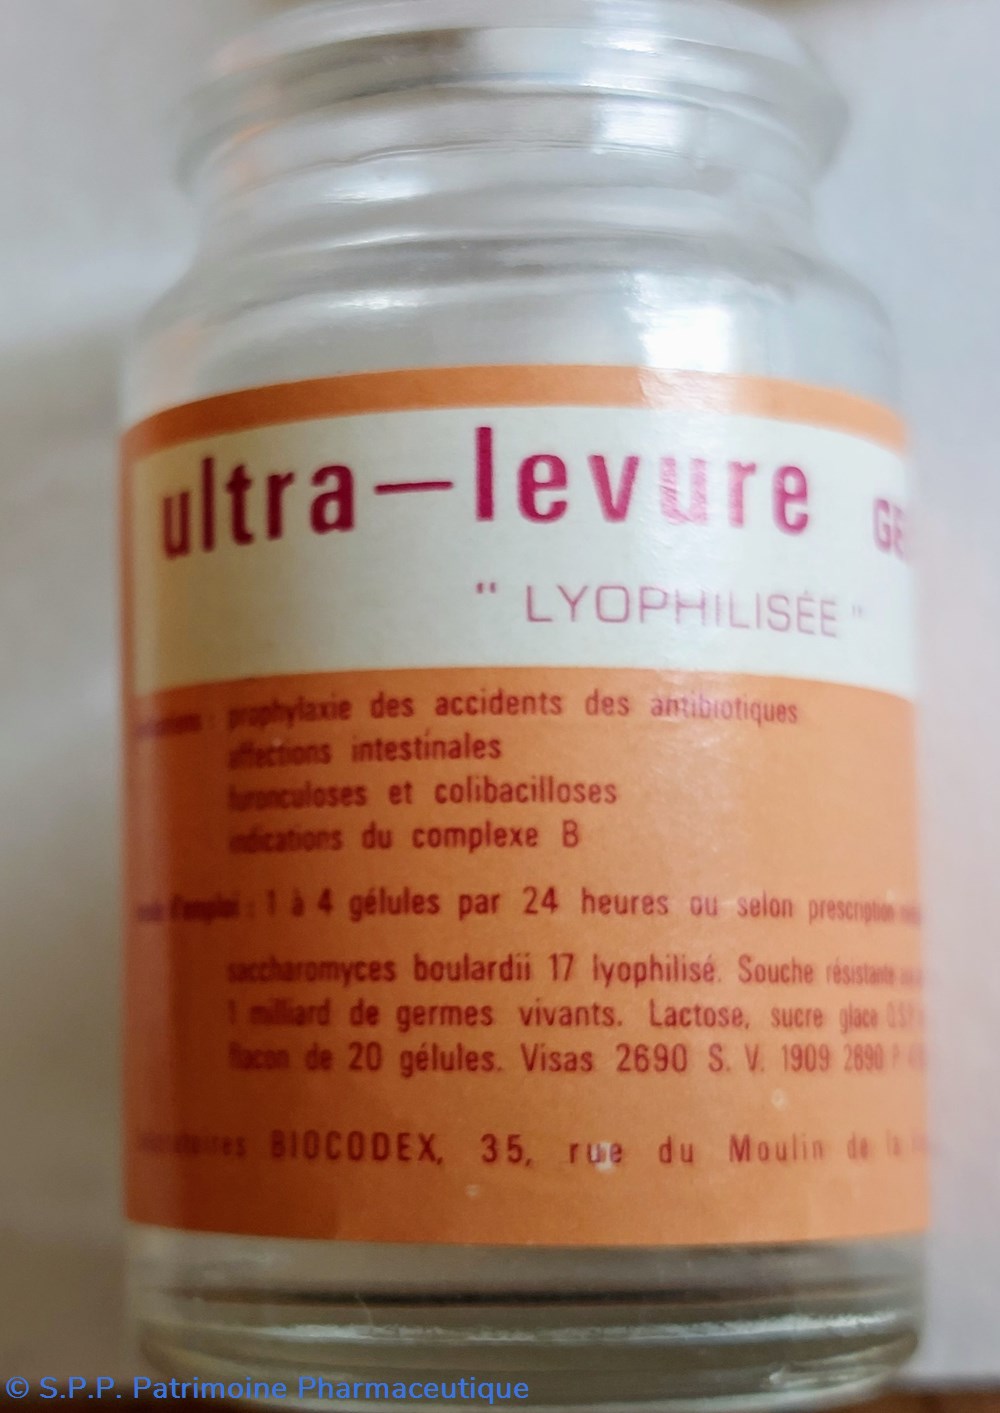 ultra—levure
" LYOPHILISÉE "
prophylaxie des accidents des antibiotiques
affections intestinales
furonculoses et colibacilloses
indications du complexe B
d'emploi : 1 à 4 gélules par 24 heures ou selon prescription
saccharomyces boulardii 17 lyophilisé. Souche résistante
1 milliard de germes vivants. Lactose, sucre glace
flacon de 20 gélules. Visas 2690 S. V. 1909 2890 P.
BIOCODEX, 35, rue du Moulin de la
© S.P.P. Patrimoine Pharmaceutique